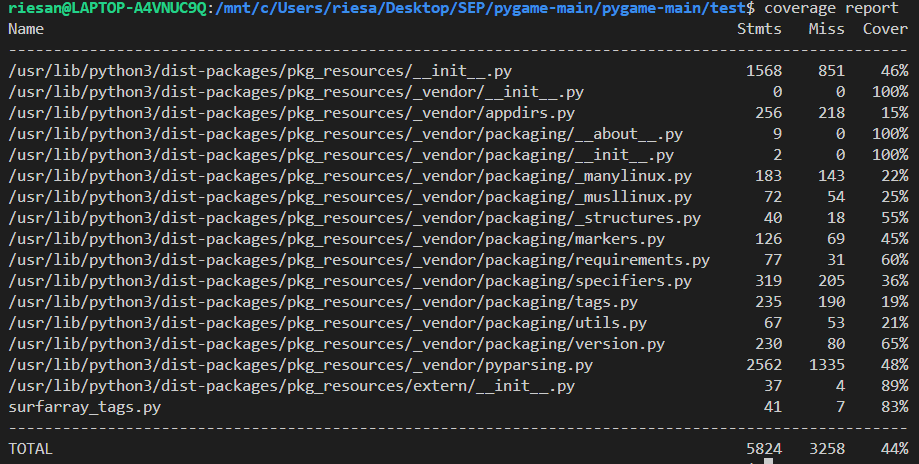 riesan@LAPTOP-A4VNUC9Q:/mnt/c/Users/riesa/Desktop/SEP/pygame-main/pygame-main/test$ coverage report
Name Stmts Miss Cover
--------------------------------------------------------------------------------
/usr/lib/python3/dist-packages/pkg_resources/__init__.py 1568 851 46%
/usr/lib/python3/dist-packages/pkg_resources/_vendor/__init__.py 0 0 100%
/usr/lib/python3/dist-packages/pkg_resources/_vendor/appdirs.py 256 218 15%
/usr/lib/python3/dist-packages/pkg_resources/_vendor/packaging/__about__.py 9 0 100%
/usr/lib/python3/dist-packages/pkg_resources/_vendor/packaging/__init__.py 2 0 100%
/usr/lib/python3/dist-packages/pkg_resources/_vendor/packaging/_manylinux.py 183 143 22%
/usr/lib/python3/dist-packages/pkg_resources/_vendor/packaging/_musllinux.py 72 54 25%
/usr/lib/python3/dist-packages/pkg_resources/_vendor/packaging/_structures.py 40 18 55%
/usr/lib/python3/dist-packages/pkg_resources/_vendor/packaging/markers.py 126 69 45%
/usr/lib/python3/dist-packages/pkg_resources/_vendor/packaging/requirements.py 77 31 60%
/usr/lib/python3/dist-packages/pkg_resources/_vendor/packaging/specifiers.py 319 205 36%
/usr/lib/python3/dist-packages/pkg_resources/_vendor/packaging/tags.py 235 190 19%
/usr/lib/python3/dist-packages/pkg_resources/_vendor/packaging/utils.py 67 53 21%
/usr/lib/python3/dist-packages/pkg_resources/_vendor/packaging/version.py 230 80 65%
/usr/lib/python3/dist-packages/pkg_resources/_vendor/pyparsing.py 2562 1335 48%
/usr/lib/python3/dist-packages/pkg_resources/extern/__init__.py 37 4 89%
surfarray_tags.py 41 7 83%
--------------------------------------------------------------------------------
TOTAL 5824 3258 44%